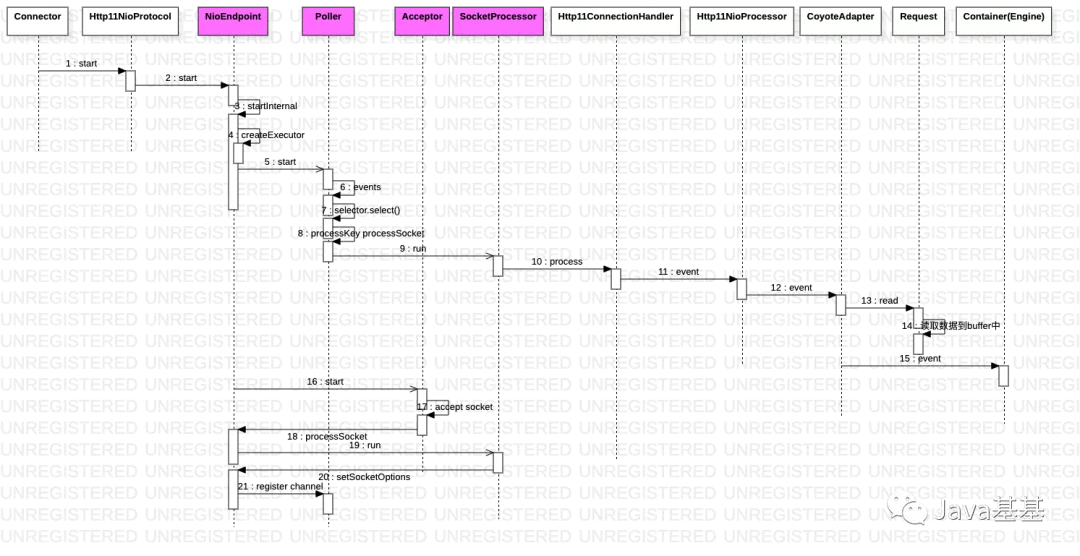 Connector Http11NioProtocol NioEndpoint Poller Acceptor SocketProcessor Http11ConnectionHandler Http11NioProcessor CoyoteAdapter Request Container(Engine)
1 : start
2 : start
3 : startInternal
4 : createExecutor
5 : start
6 : events
7 : selector.select()
8 : processKey processSocket
9 : run
10 : process
11 : event
12 : event
13 : read
14 : 读取数据到buffer中
15 : event
16 : start
17 : accept socket
18 : processSocket
19 : run
20 : setSocketOptions
21 : register channel
Java基基
UNREGISTERED